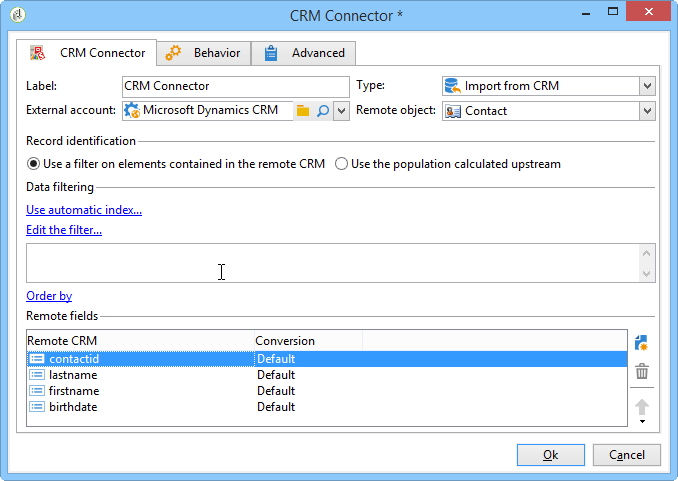 CRM Connector *
CRM Connector Behavior Advanced
Label: CRM Connector Type: Import from CRM
External account: Microsoft Dynamics CRM Remote object: Contact
Record identification
Use a filter on elements contained in the remote CRM Use the population calculated upstream
Data filtering
Use automatic index...
Edit the filter...
Order by
Remote fields
Remote CRM Conversion
contactid Default
lastname Default
firstname Default
birthdate Default
Ok Cancel